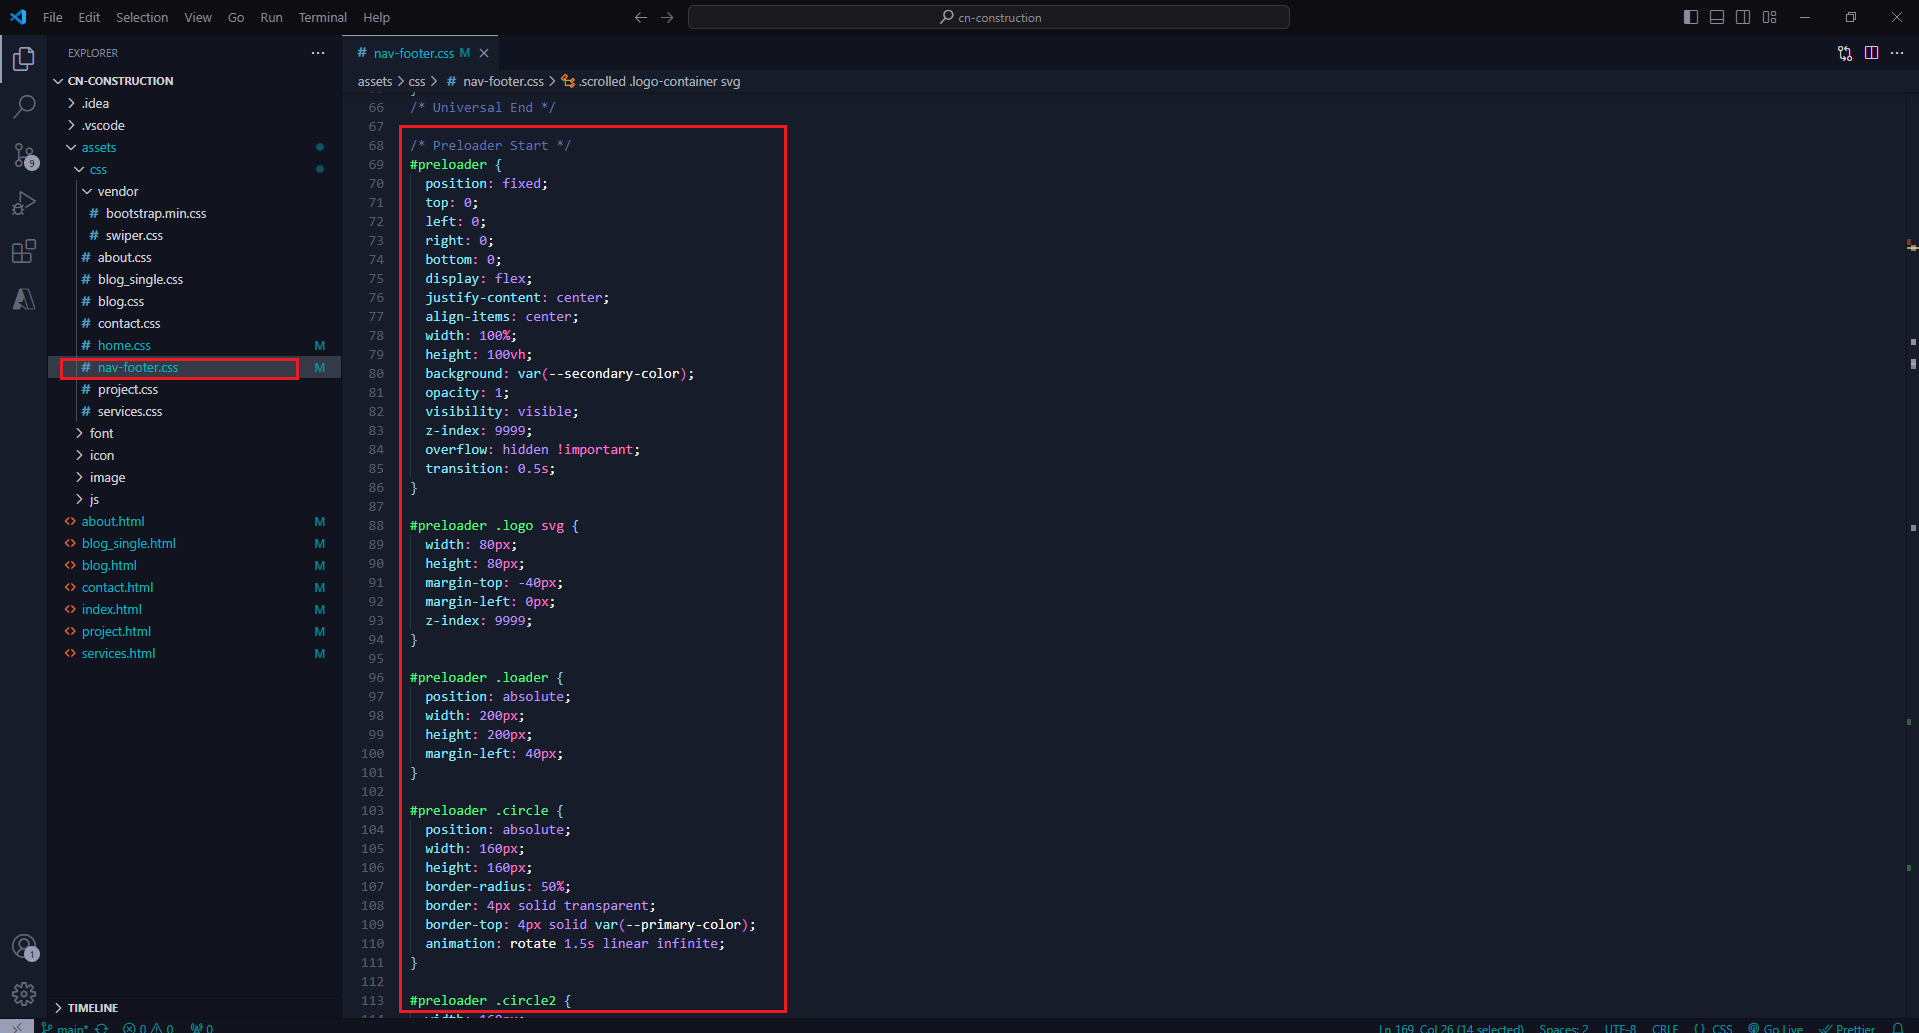 File Edit Selection View Go Run Terminal Help
cn-construction
EXPLORER
CN-CONSTRUCTION
.idea
.vscode
assets
css
vendor
# bootstrap.min.css
# swiper.css
# about.css
# blog_single.css
# blog.css
# contact.css
# home.css M
# nav-footer.css M
# project.css
# services.css
font
icon
image
js
<> about.html M
<> blog_single.html M
<> blog.html M
<> contact.html M
<> index.html M
<> project.html M
<> services.html M
TIMELINE
9
1
# nav-footer.css M
assets > css > # nav-footer.css > .scrolled .logo-container svg
66 /* Universal End */
67
68 /* Preloader Start */
69 #preloader {
70 position: fixed;
71 top: 0;
72 left: 0;
73 right: 0;
74 bottom: 0;
75 display: flex;
76 justify-content: center;
77 align-items: center;
78 width: 100%;
79 height: 100vh;
80 background: var(--secondary-color);
81 opacity: 1;
82 visibility: visible;
83 z-index: 9999;
84 overflow: hidden !important;
85 transition: 0.5s;
86 }
87
88 #preloader .logo svg {
89 width: 80px;
90 height: 80px;
91 margin-top: -40px;
92 margin-left: 0px;
93 z-index: 9999;
94 }
95
96 #preloader .loader {
97 position: absolute;
98 width: 200px;
99 height: 200px;
100 margin-left: 40px;
101 }
102
103 #preloader .circle {
104 position: absolute;
105 width: 160px;
106 height: 160px;
107 border-radius: 50%;
108 border: 4px solid transparent;
109 border-top: 4px solid var(--primary-color);
110 animation: rotate 1.5s linear infinite;
111 }
112
113 #preloader .circle2 {
114 width: 160px;
main* 0 0 0 Ln 169, Col 26 (14 selected) Spaces: 2 UTF-8 CRLF {} CSS Go Live Prettier